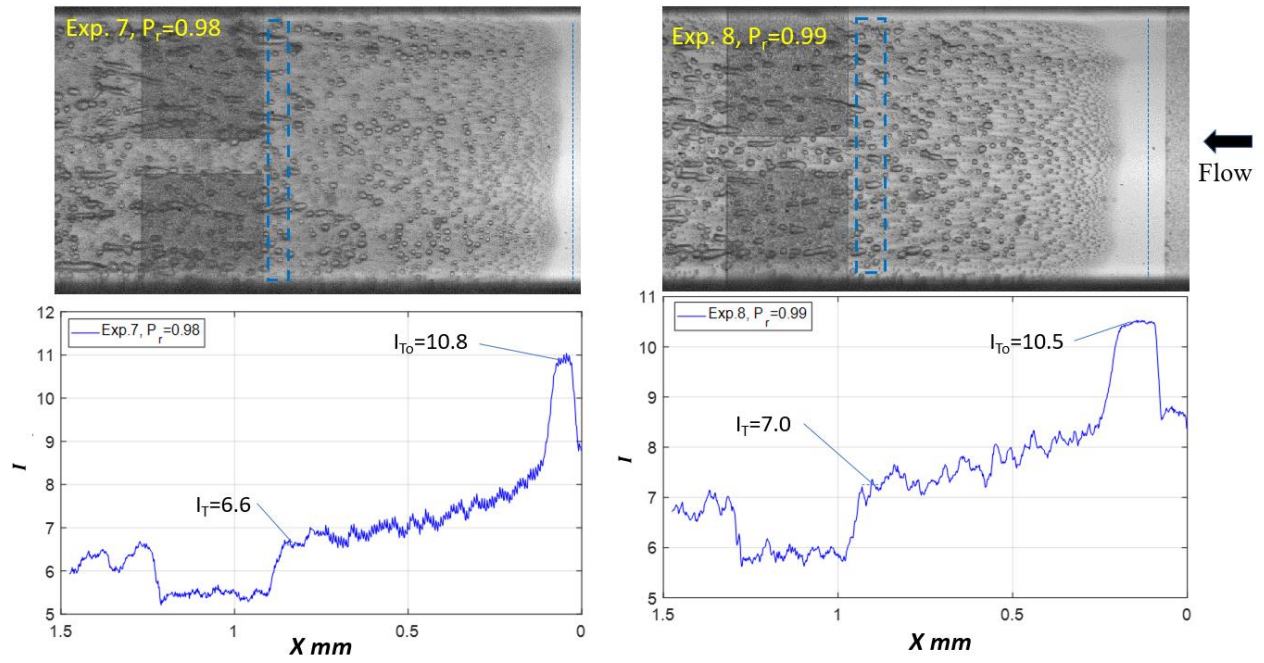 Exp. 7, Pr=0.98
Exp. 8, Pr=0.99
Flow
12
11
10
9
8
7
6
5
I
Exp.7, Pr=0.98
ITo=10.8
IT=6.6
1.5
1
0.5
0
X mm
11
10
9
8
7
6
5
I
Exp.8, Pr=0.99
ITo=10.5
IT=7.0
1.5
1
0.5
0
X mm